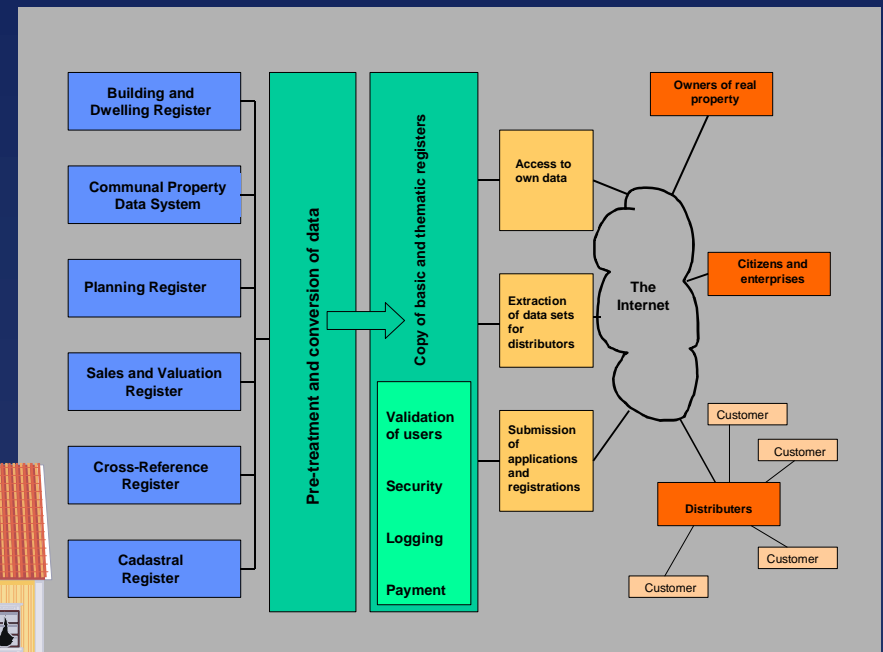 Building and
Dwelling Register
Communal Property
Data System
Planning Register
Sales and Valuation
Register
Cross-Reference
Register
Cadastral
Register
Pre-treatment and conversion of data
Copy of basic and thematic registers
Validation
of users
Security
Logging
Payment
Access to
own data
Extraction
of data sets
for
distributors
Submission
of
applications
and
registrations
The
Internet
Owners of real
property
Citizens and
enterprises
Customer
Customer
Distributers
Customer
Customer